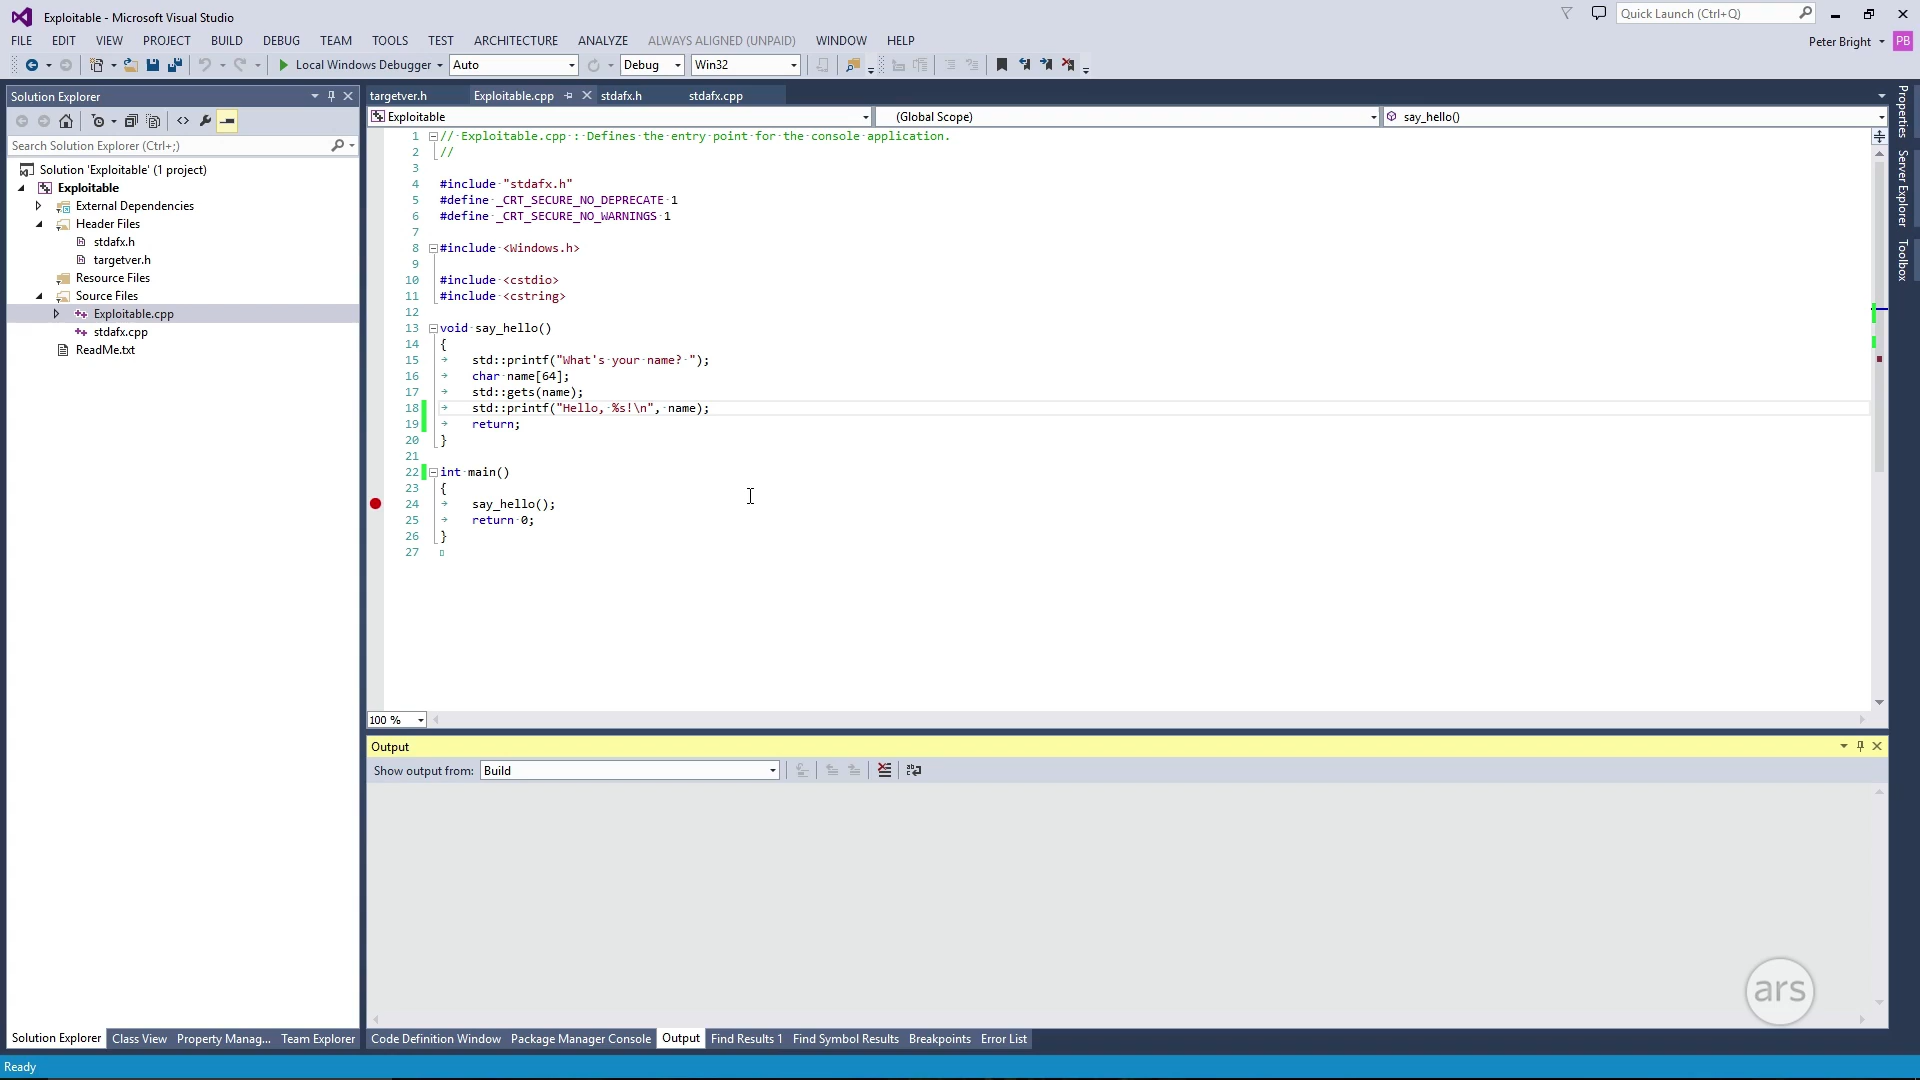 Exploitable - Microsoft Visual Studio
Quick Launch (Ctrl+Q)
FILE EDIT VIEW PROJECT BUILD DEBUG TEAM TOOLS TEST ARCHITECTURE ANALYZE ALWAYS ALIGNED (UNPAID) WINDOW HELP
Peter Bright PB
Local Windows Debugger Auto Debug Win32
Solution Explorer
Search Solution Explorer (Ctrl+;)
Solution 'Exploitable' (1 project)
Exploitable
External Dependencies
Header Files
stdafx.h
targetver.h
Resource Files
Source Files
Exploitable.cpp
stdafx.cpp
ReadMe.txt
targetver.h Exploitable.cpp stdafx.h stdafx.cpp
Exploitable (Global Scope) say_hello()
1 // Exploitable.cpp : Defines the entry point for the console application.
2 //
3
4 #include "stdafx.h"
5 #define _CRT_SECURE_NO_DEPRECATE 1
6 #define _CRT_SECURE_NO_WARNINGS 1
7
8 #include <Windows.h>
9
10 #include <cstdio>
11 #include <cstring>
12
13 void say_hello()
14 {
15 std::printf("What's your name? ");
16 char name[64];
17 std::gets(name);
18 std::printf("Hello, %s!\n", name);
19 return;
20 }
21
22 int main()
23 {
24 say_hello();
25 return 0;
26 }
27
100 %
Output
Show output from: Build
Properties
Server Explorer
Toolbox
ars
Solution Explorer Class View Property Manag... Team Explorer
Code Definition Window Package Manager Console Output Find Results 1 Find Symbol Results Breakpoints Error List
Ready